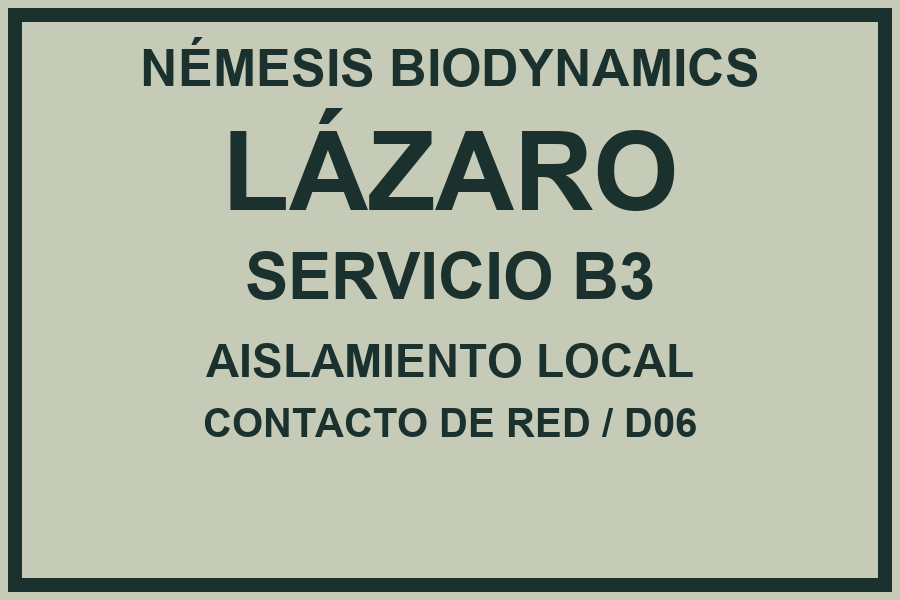 NÉMESIS BIODYNAMICS
LÁZARO
SERVICIO B3
AISLAMIENTO LOCAL
CONTACTO DE RED / D06